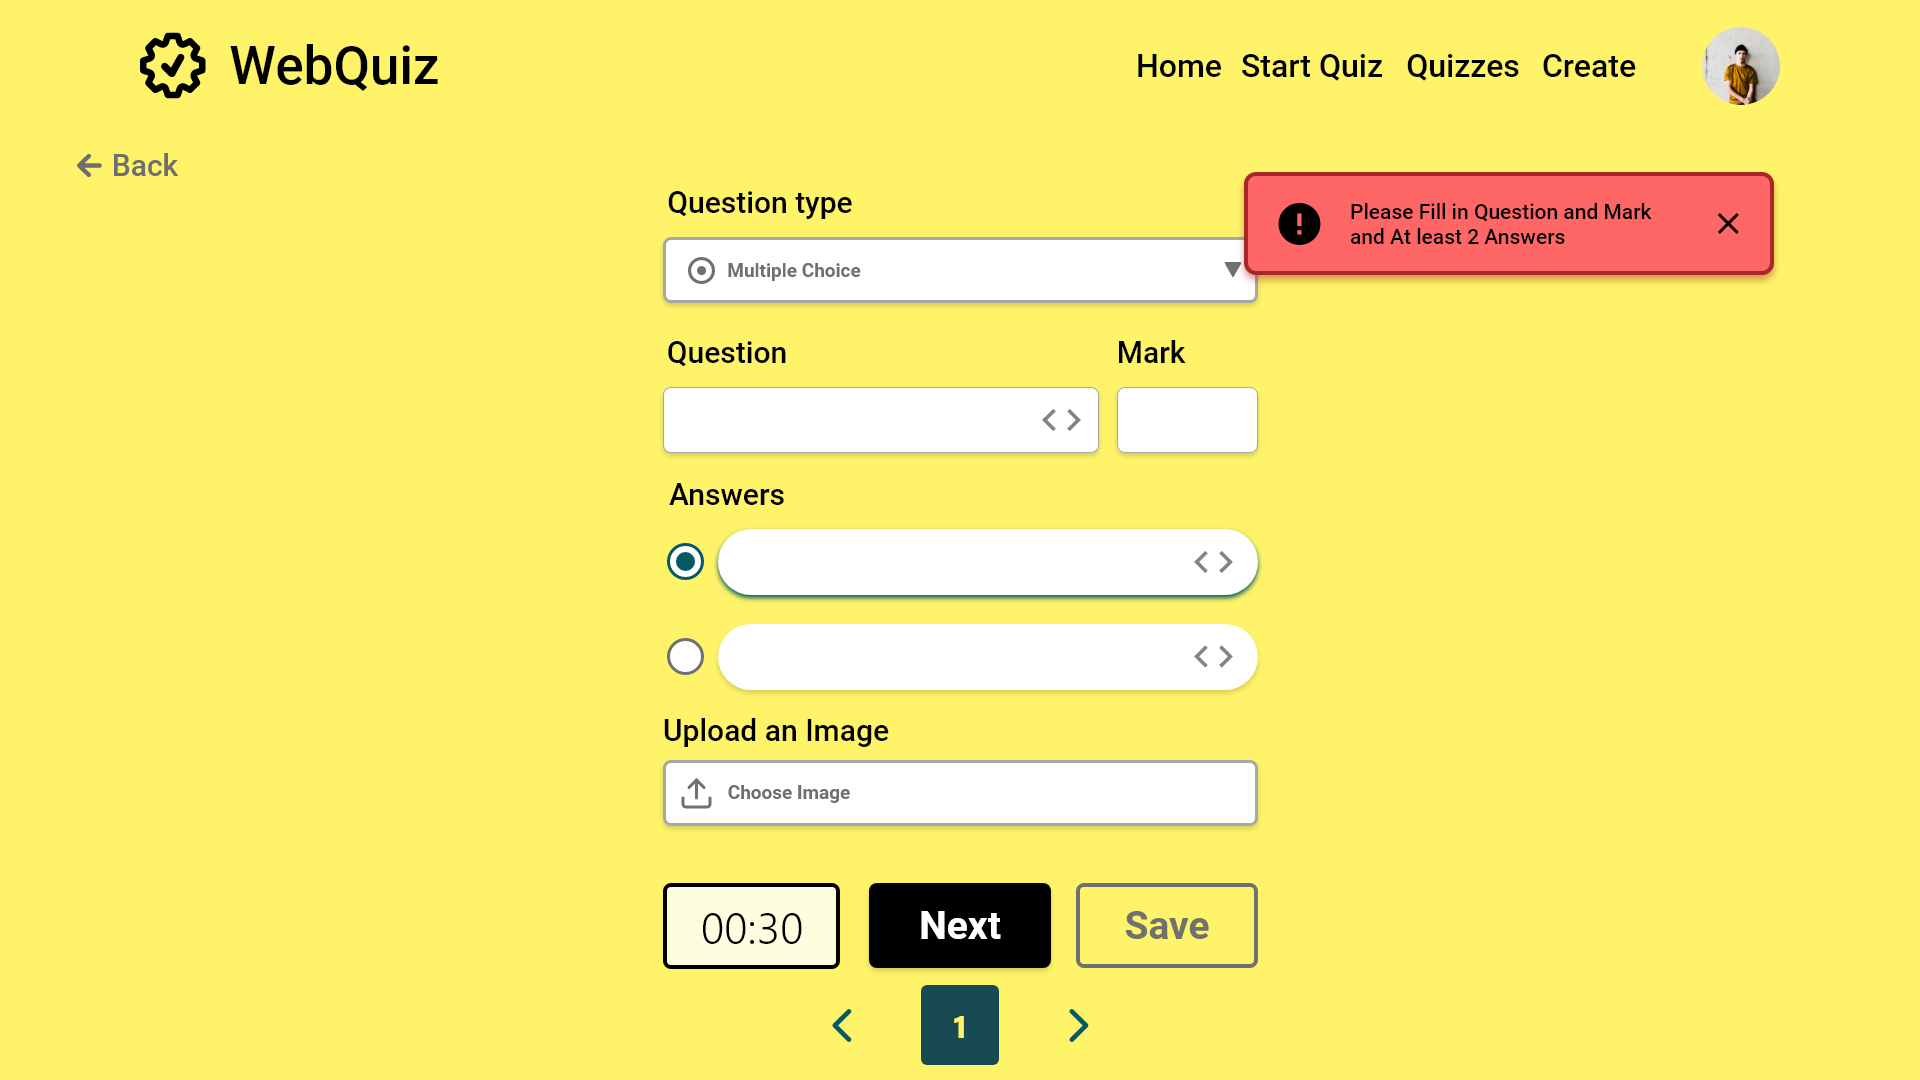 WebQuiz
Home Start Quiz Quizzes Create
Back
Please Fill in Question and Mark
and At least 2 Answers
Question type
Multiple Choice
Question
Mark
Answers
Upload an Image
Choose Image
00:30
Next
Save
1